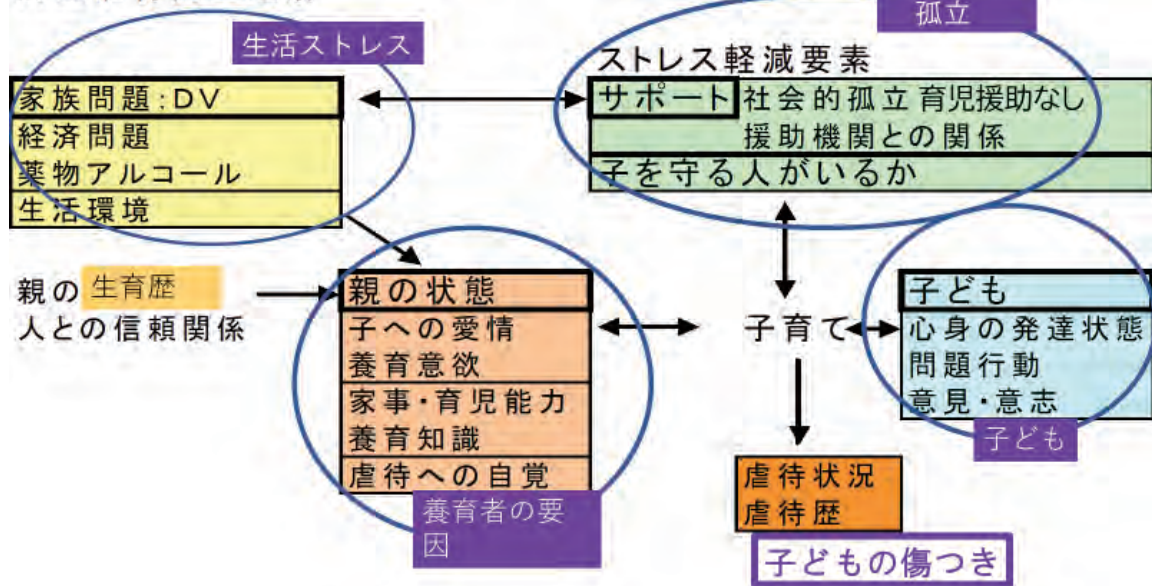 孤立
生活ストレス
ストレス軽減要素
家族問題:DV
経済問題
薬物アルコール
生活環境
サポート 社会的孤立 育児援助なし
援助機関との関係
子を守る人がいるか
親の 生育歴
人との信頼関係
親の状態
子への愛情
養育意欲
家事・育児能力
養育知識
虐待への自覚
養育者の要
因
子育て
子ども
心身の発達状態
問題行動
意見・意志
子ども
虐待状況
虐待歴
子どもの傷つき